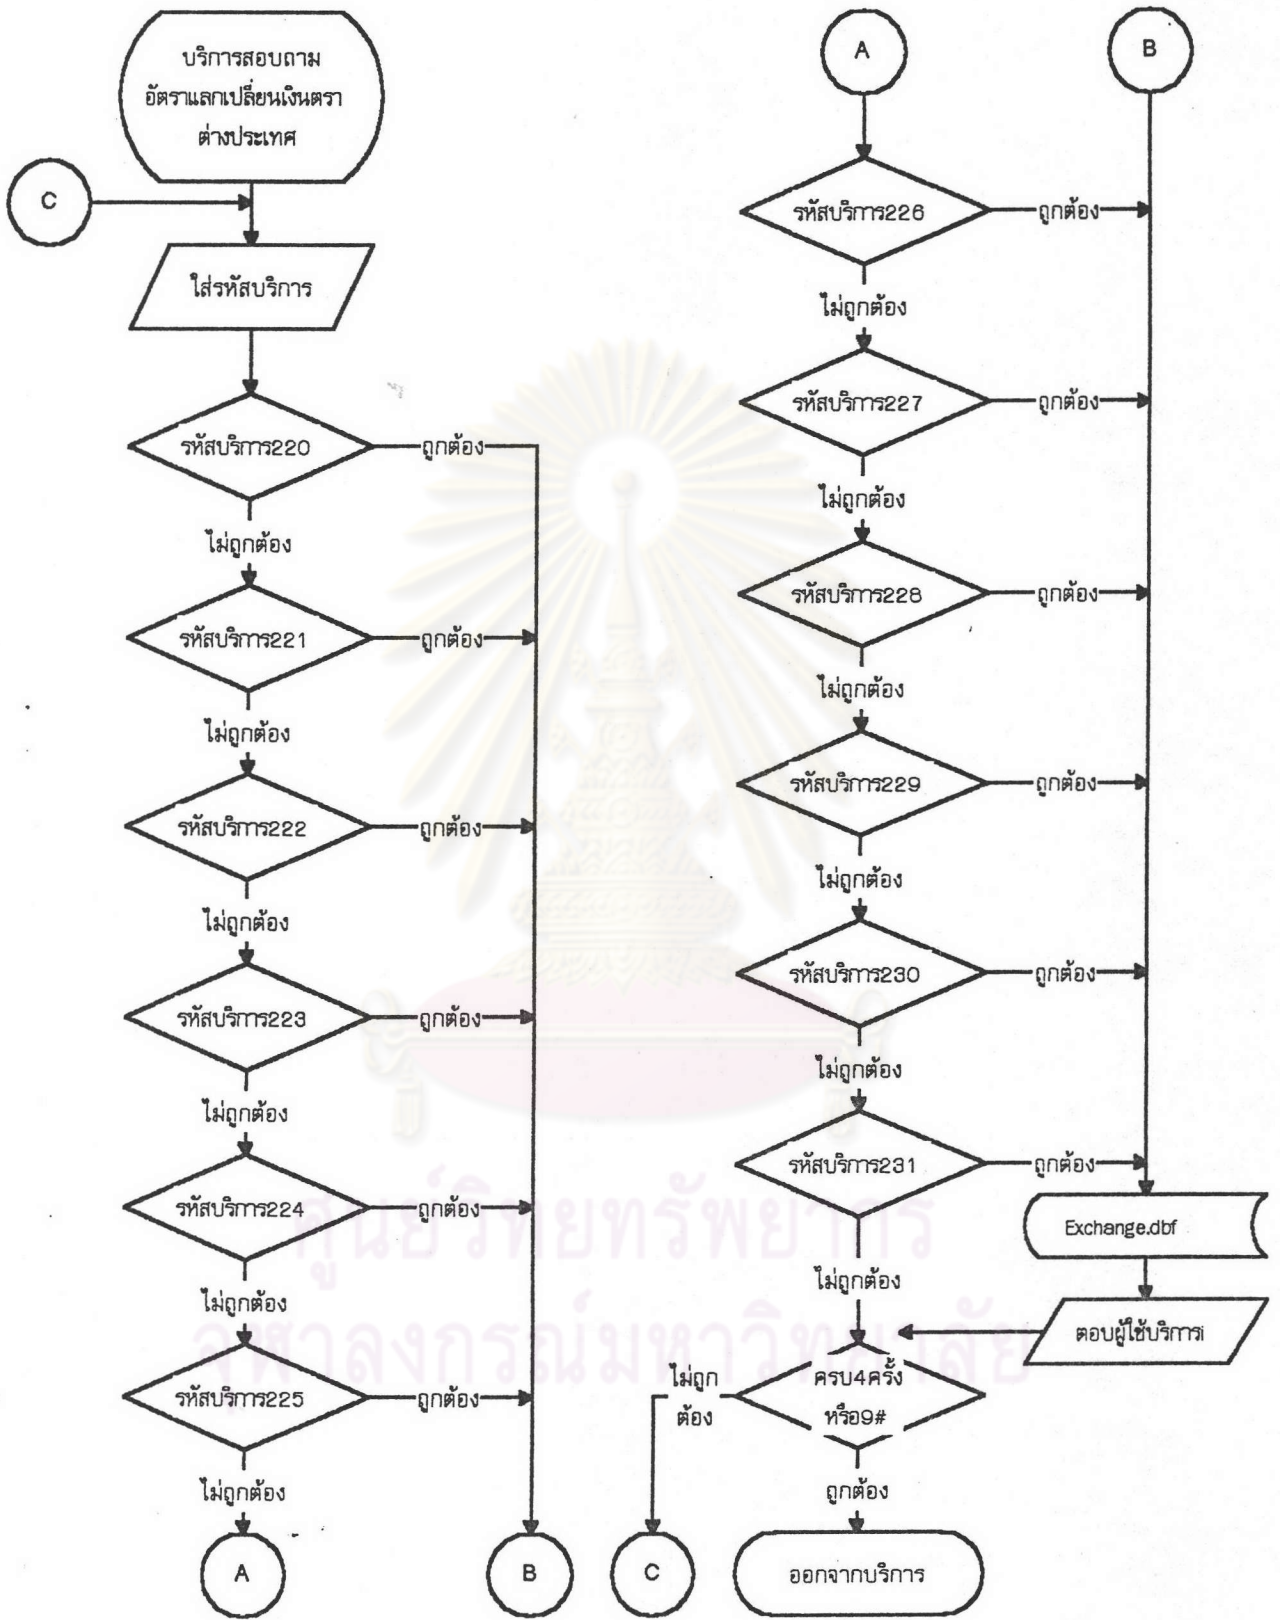 บริการสอบถาม
อัตราแลกเปลี่ยนเงินตรา
ต่างประเทศ
C
ใส่รหัสบริการ
รหัสบริการ220
ถูกต้อง
ไม่ถูกต้อง
รหัสบริการ221
ถูกต้อง
ไม่ถูกต้อง
รหัสบริการ222
ถูกต้อง
ไม่ถูกต้อง
รหัสบริการ223
ถูกต้อง
ไม่ถูกต้อง
รหัสบริการ224
ถูกต้อง
ไม่ถูกต้อง
รหัสบริการ225
ถูกต้อง
ไม่ถูกต้อง
A
B
A
B
รหัสบริการ226
ถูกต้อง
ไม่ถูกต้อง
รหัสบริการ227
ถูกต้อง
ไม่ถูกต้อง
รหัสบริการ228
ถูกต้อง
ไม่ถูกต้อง
รหัสบริการ229
ถูกต้อง
ไม่ถูกต้อง
รหัสบริการ230
ถูกต้อง
ไม่ถูกต้อง
รหัสบริการ231
ถูกต้อง
ไม่ถูกต้อง
Exchange.dbf
ตอบผู้ใช้บริการi
ครบ4ครั้ง
หรือ9#
ไม่ถูก
ต้อง
ถูกต้อง
C
ออกจากบริการ
ศูนย์วิทยทรัพยากร
จุฬาลงกรณ์มหาวิทยาลัย